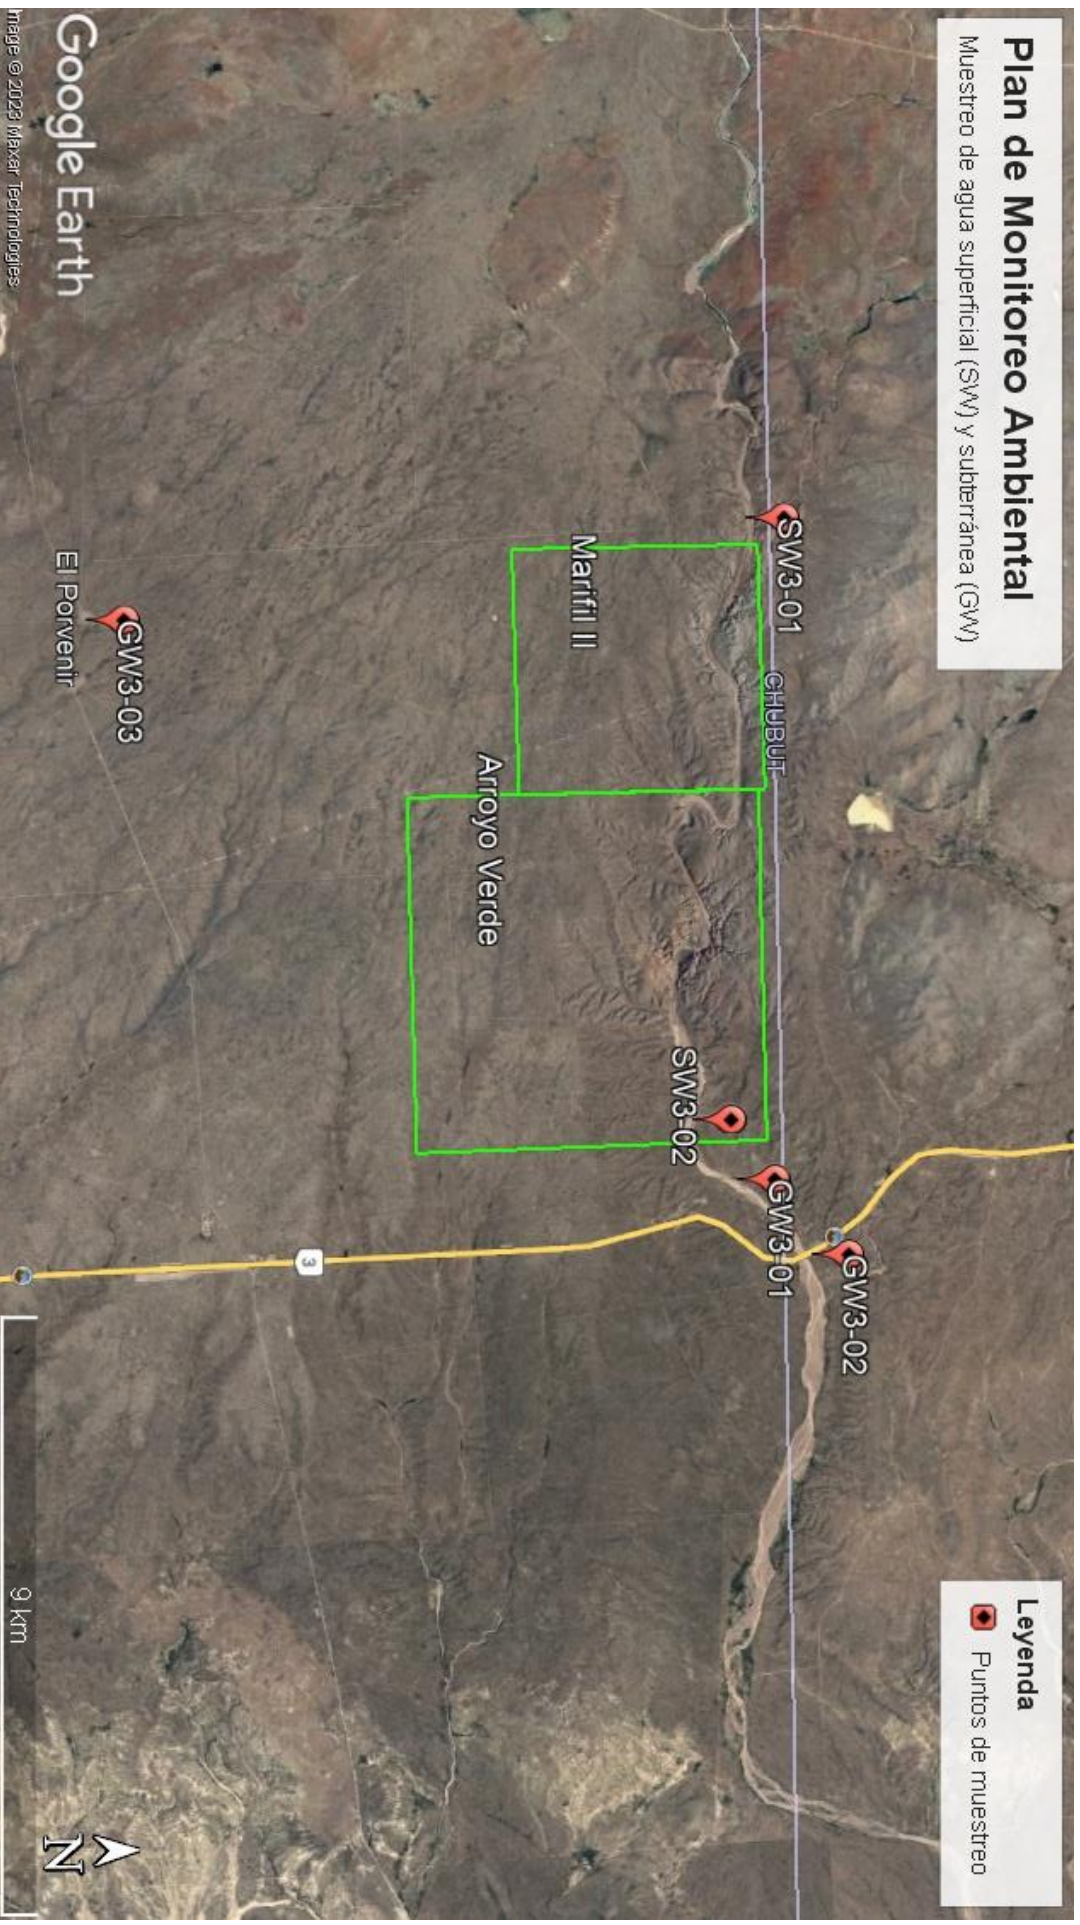 Plan de Monitoreo Ambiental
Muestreo de agua superficial (SW) y subterránea (GW)
Leyenda
Puntos de muestreo
SW3-01
CHUBUT
GW3-02
GW3-01
SW3-02
Marifil II
Arroyo Verde
3
GW3-03
El Porvenir
Google Earth
Image © 2023 Maxar Technologies
N
9 km